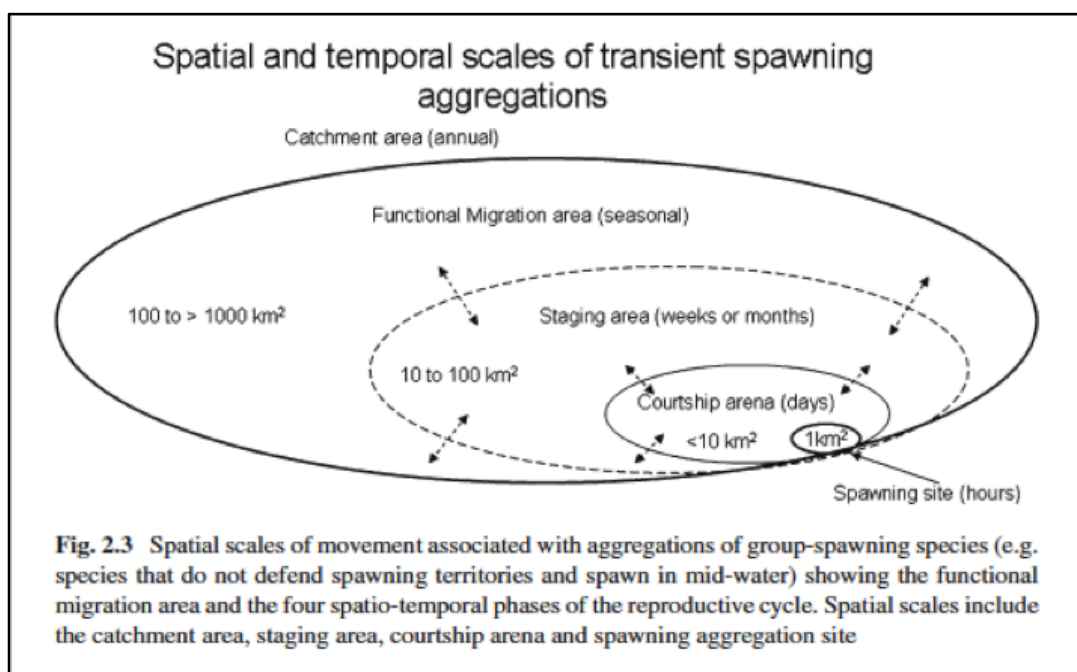 Spatial and temporal scales of transient spawning
aggregations
Catchment area (annual)
Functional Migration area (seasonal)
100 to > 1000 km²
Staging area (weeks or months)
10 to 100 km²
Courtship arena (days)
<10 km²
1km²
Spawning site (hours)
Fig. 2.3 Spatial scales of movement associated with aggregations of group-spawning species (e.g.
species that do not defend spawning territories and spawn in mid-water) showing the functional
migration area and the four spatio-temporal phases of the reproductive cycle. Spatial scales include
the catchment area, staging area, courtship arena and spawning aggregation site